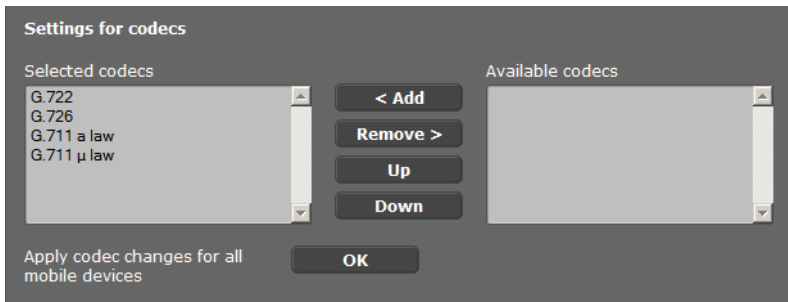 Settings for codecs
Selected codecs
G.722
G.726
G.711 a law
G.711 µ law
< Add
Remove >
Up
Down
Available codecs
Apply codec changes for all
mobile devices
OK